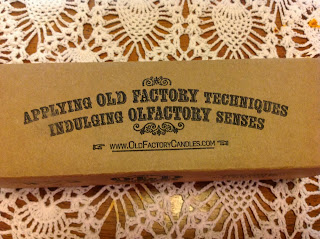 APPLYING OLD FACTORY TECHNIQUES
INDULGING OLFACTORY SENSES
WWW.OLDFACTORYCANDLES.COM